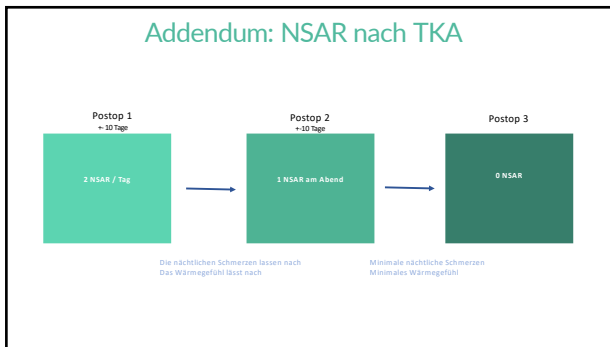 Addendum: NSAR nach TKA
Postop 1
+-10 Tage
2 NSAR / Tag
Postop 2
+-10 Tage
1 NSAR am Abend
Postop 3
0 NSAR
Die nächtlichen Schmerzen lassen nach
Das Wärmegefühl lässt nach
Minimale nächtliche Schmerzen
Minimales Wärmegefühl